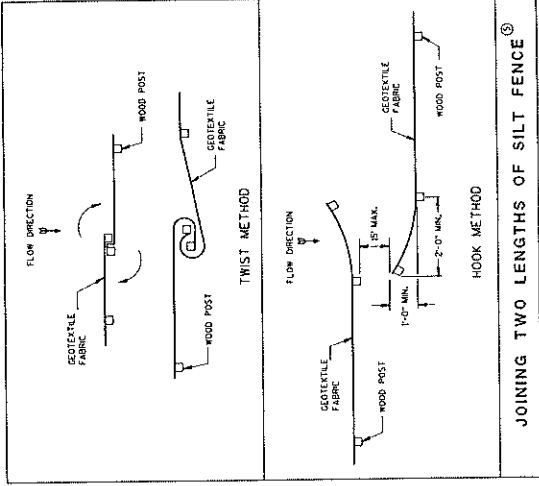 FLOW DIRECTION
WOOD POST
GEOTEXTILE
FABRIC
GEOTEXTILE
FABRIC
WOOD POST
TWIST METHOD
FLOW DIRECTION
GEOTEXTILE
FABRIC
15' MAX.
WOOD POST
GEOTEXTILE
FABRIC
WOOD POST
1'-0" MIN.
2'-0" MIN.
HOOK METHOD
JOINING TWO LENGTHS OF SILT FENCE Ⓢ